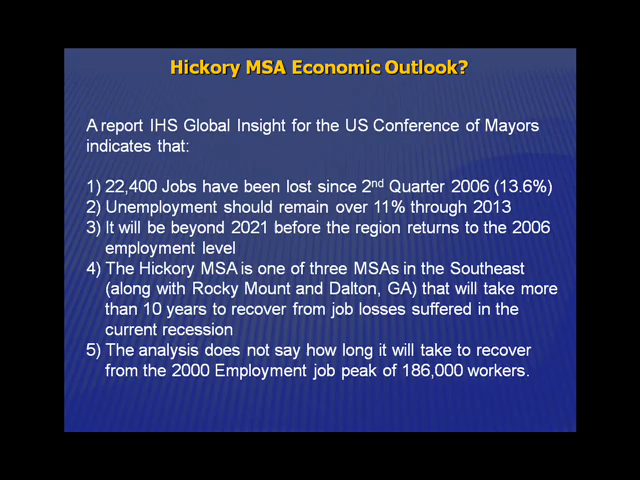 Hickory MSA Economic Outlook?
A report IHS Global Insight for the US Conference of Mayors
indicates that:
1) 22,400 Jobs have been lost since 2nd Quarter 2006 (13.6%)
2) Unemployment should remain over 11% through 2013
3) It will be beyond 2021 before the region returns to the 2006
employment level
4) The Hickory MSA is one of three MSAs in the Southeast
(along with Rocky Mount and Dalton, GA) that will take more
than 10 years to recover from job losses suffered in the
current recession
5) The analysis does not say how long it will take to recover
from the 2000 Employment job peak of 186,000 workers.